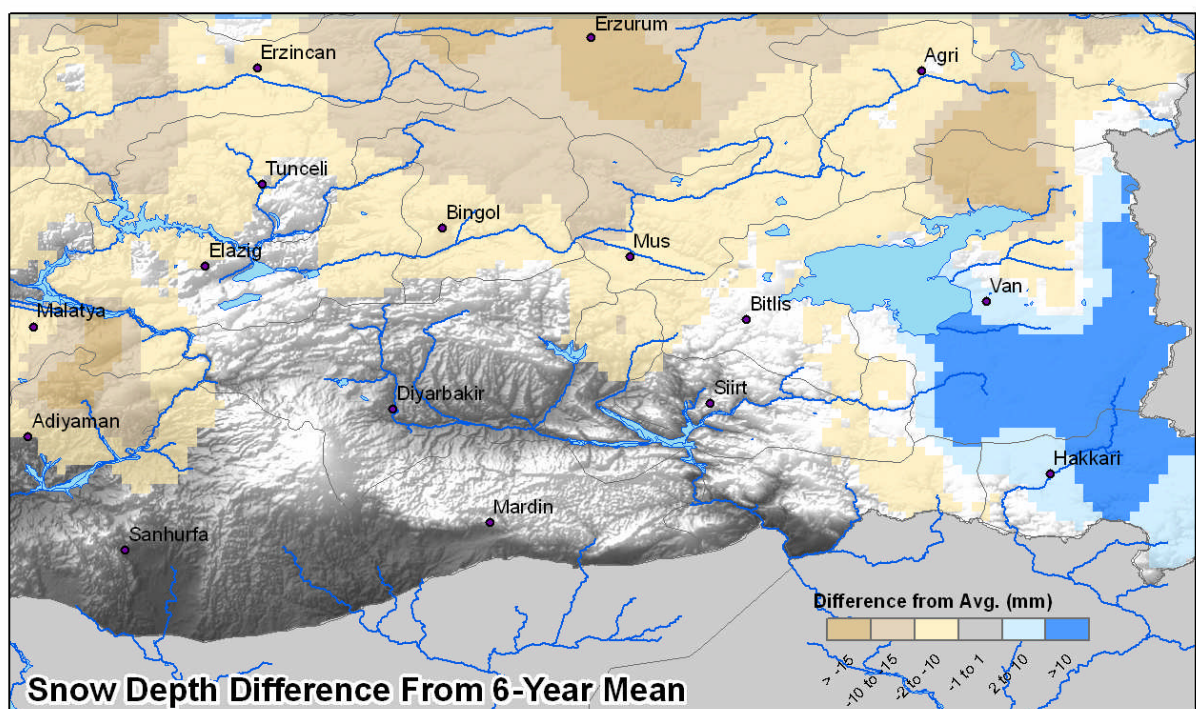 Erzurum
Erzincan
Agri
Tunceli
Bingol
Mus
Elazig
Van
Malatya
Bitlis
Diyarbakir
Siirt
Adiyaman
Hakkari
Mardin
Sanhurfa
Difference from Avg. (mm)
> -15
-10 to -15
-2 to -10
-1 to 1
2 to 10
>10
Snow Depth Difference From 6-Year Mean